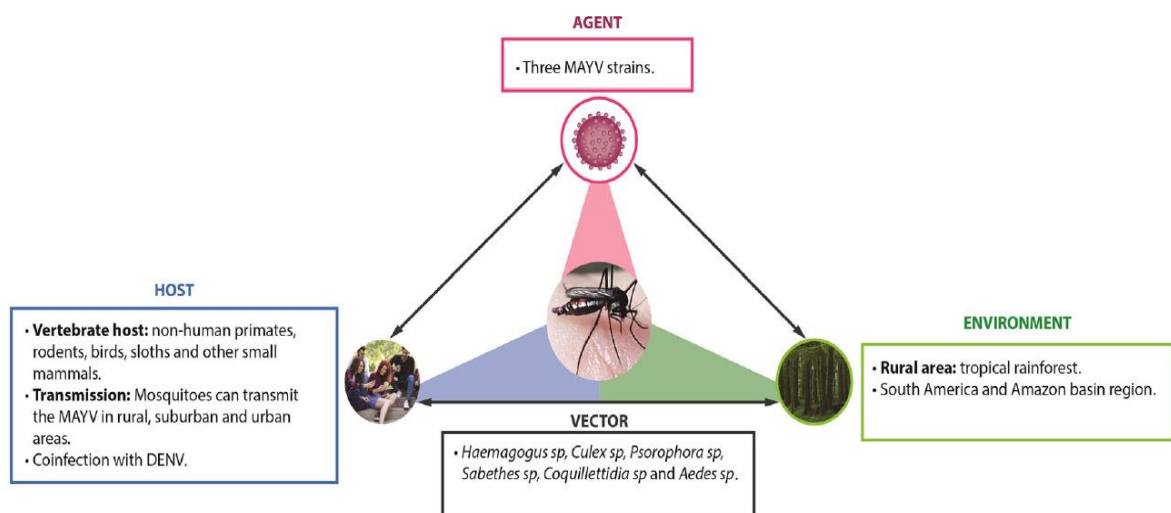 AGENT
• Three MAYV strains.
HOST
• Vertebrate host: non-human primates,
rodents, birds, sloths and other small
mammals.
• Transmission: Mosquitoes can transmit
the MAYV in rural, suburban and urban
areas.
• Coinfection with DENV.
ENVIRONMENT
• Rural area: tropical rainforest.
• South America and Amazon basin region.
VECTOR
• Haemagogus sp, Culex sp, Psorophora sp,
Sabethes sp, Coquillettidia sp and Aedes sp.